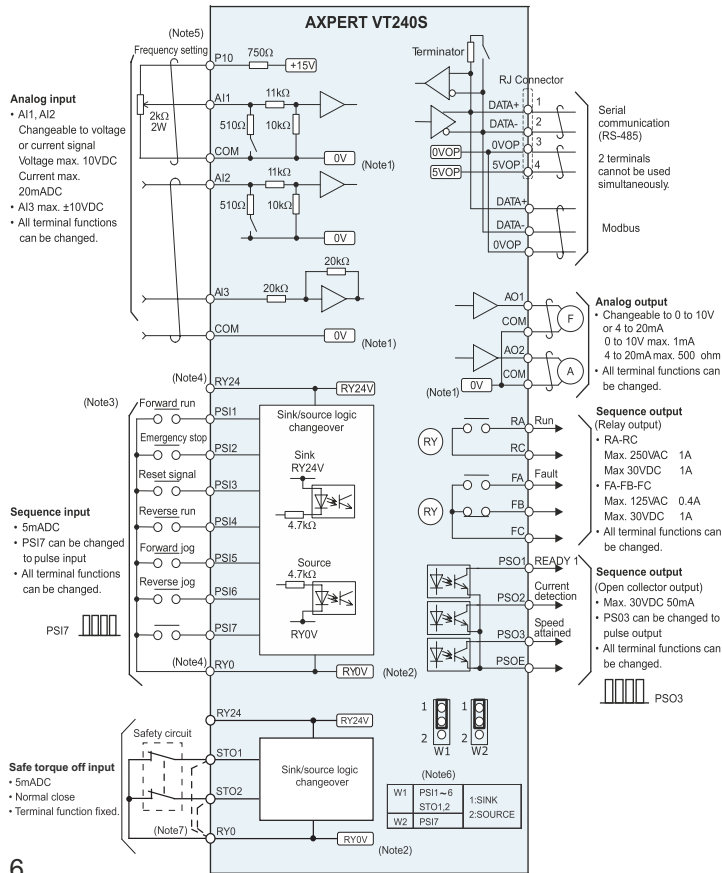 AXPERT VT240S
(Note5)
Frequency setting
P10
750Ω
+15V
Analog input
• AI1, AI2
Changeable to voltage
or current signal
Voltage max. 10VDC
Current max.
20mADC
• AI3 max. ±10VDC
• All terminal functions
can be changed.
2kΩ
2W
AI1
11kΩ
510Ω
10kΩ
COM
0V
(Note1)
AI2
11kΩ
510Ω
10kΩ
0V
20kΩ
AI3
20kΩ
COM
0V
(Note1)
Terminator
RJ Connector
DATA+
1
DATA-
2
0VOP
0VOP
3
5VOP
5VOP
4
Serial
communication
(RS-485)
2 terminals
cannot be used
simultaneously.
DATA+
DATA-
0VOP
Modbus
AO1
COM
F
AO2
COM
A
0V
(Note1)
Analog output
• Changeable to 0 to 10V
or 4 to 20mA
0 to 10V max. 1mA
4 to 20mA max. 500 ohm
• All terminal functions can
be changed.
(Note4)
RY24
RY24V
(Note3)
Forward run
PSI1
Emergency stop
PSI2
Reset signal
PSI3
Reverse run
PSI4
Forward jog
PSI5
Reverse jog
PSI6
PSI7
(Note4)
RY0
RY0V
(Note2)
Sequence input
• 5mADC
• PSI7 can be changed
to pulse input
• All terminal functions
can be changed.
PSI7
Sink/source logic
changeover
Sink
RY24V
4.7kΩ
Source
4.7kΩ
RY0V
RY
RA
Run
RC
RY
FA
Fault
FB
FC
Sequence output
(Relay output)
• RA-RC
Max. 250VAC 1A
Max 30VDC 1A
• FA-FB-FC
Max. 125VAC 0.4A
Max. 30VDC 1A
• All terminal functions can
be changed.
PSO1
READY 1
PSO2
Current
detection
PSO3
Speed
attained
PSOE
Sequence output
(Open collector output)
• Max. 30VDC 50mA
• PS03 can be changed to
pulse output
• All terminal functions can
be changed.
PSO3
RY24
RY24V
Safety circuit
STO1
STO2
(Note7)
RY0
RY0V
(Note2)
Sink/source logic
changeover
Safe torque off input
• 5mADC
• Normal close
• Terminal function fixed.
1
2
W1
1
2
W2
(Note6)
W1 PSI1~6 STO1,2
W2 PSI7
1:SINK
2:SOURCE
6